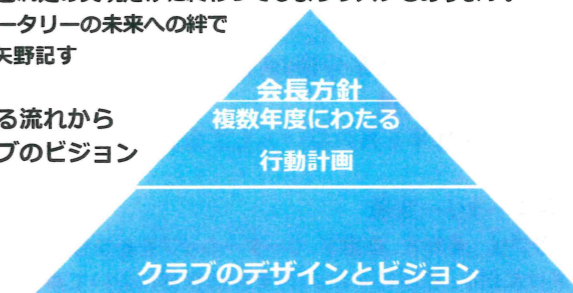 ータリーの未来への絆で
矢野記す
る流れから
ブのビジョン
会長方針
複数年度にわたる
行動計画
クラブのデザインとビジョン